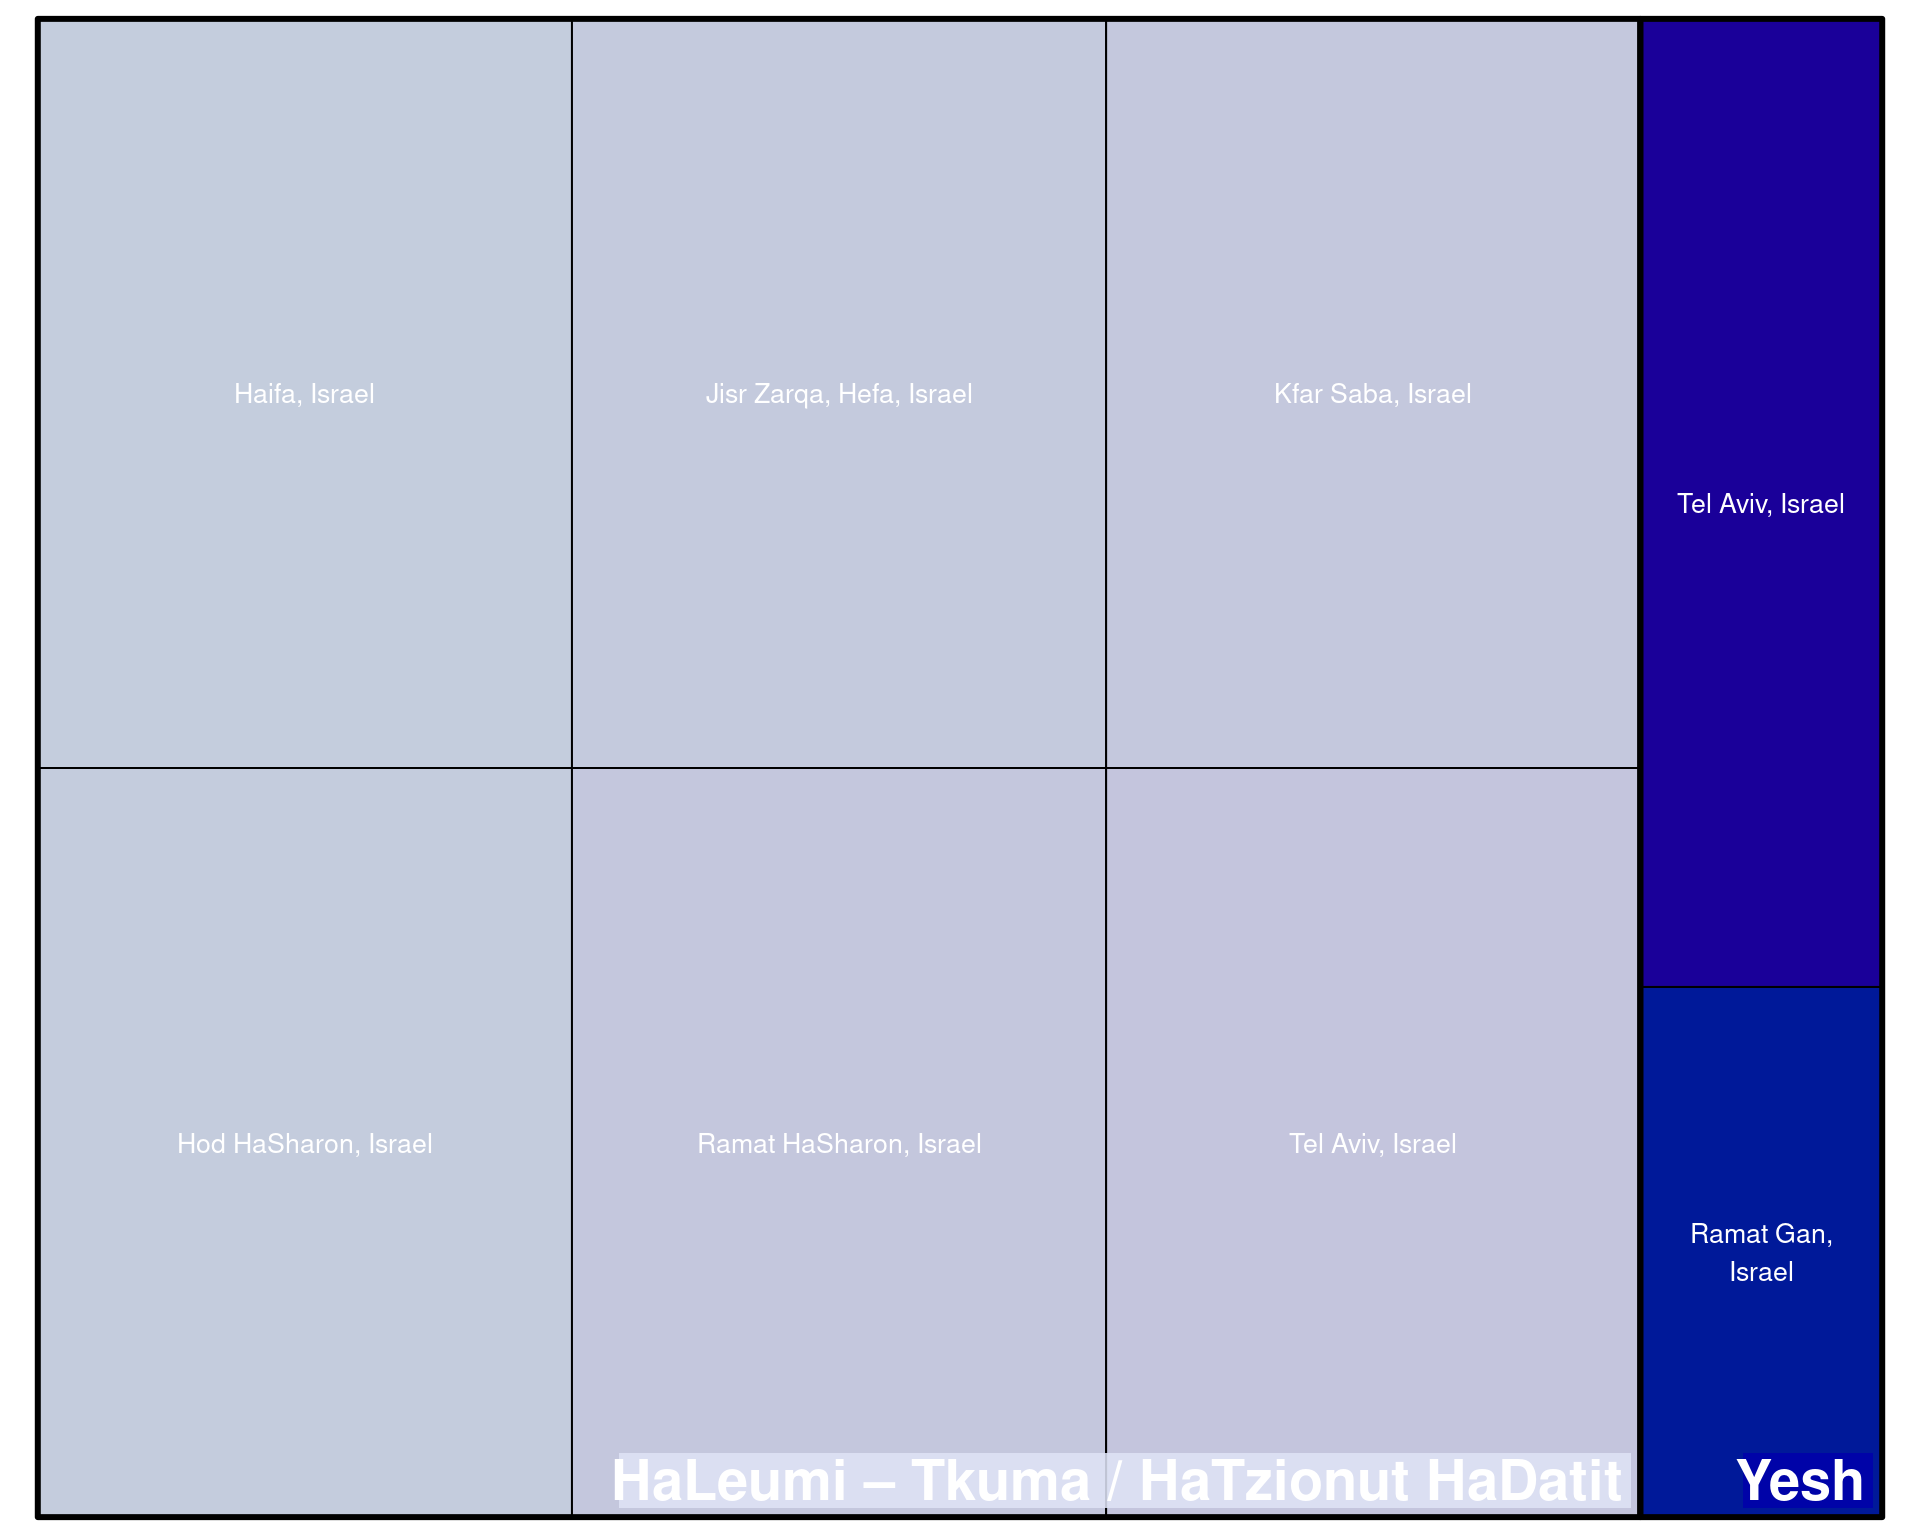 Haifa, Israel
Jisr Zarqa, Hefa, Israel
Kfar Saba, Israel
Tel Aviv, Israel
Hod HaSharon, Israel
Ramat HaSharon, Israel
Tel Aviv, Israel
Ramat Gan,
Israel
HaLeumi – Tkuma / HaTzionut HaDatit
Yesh